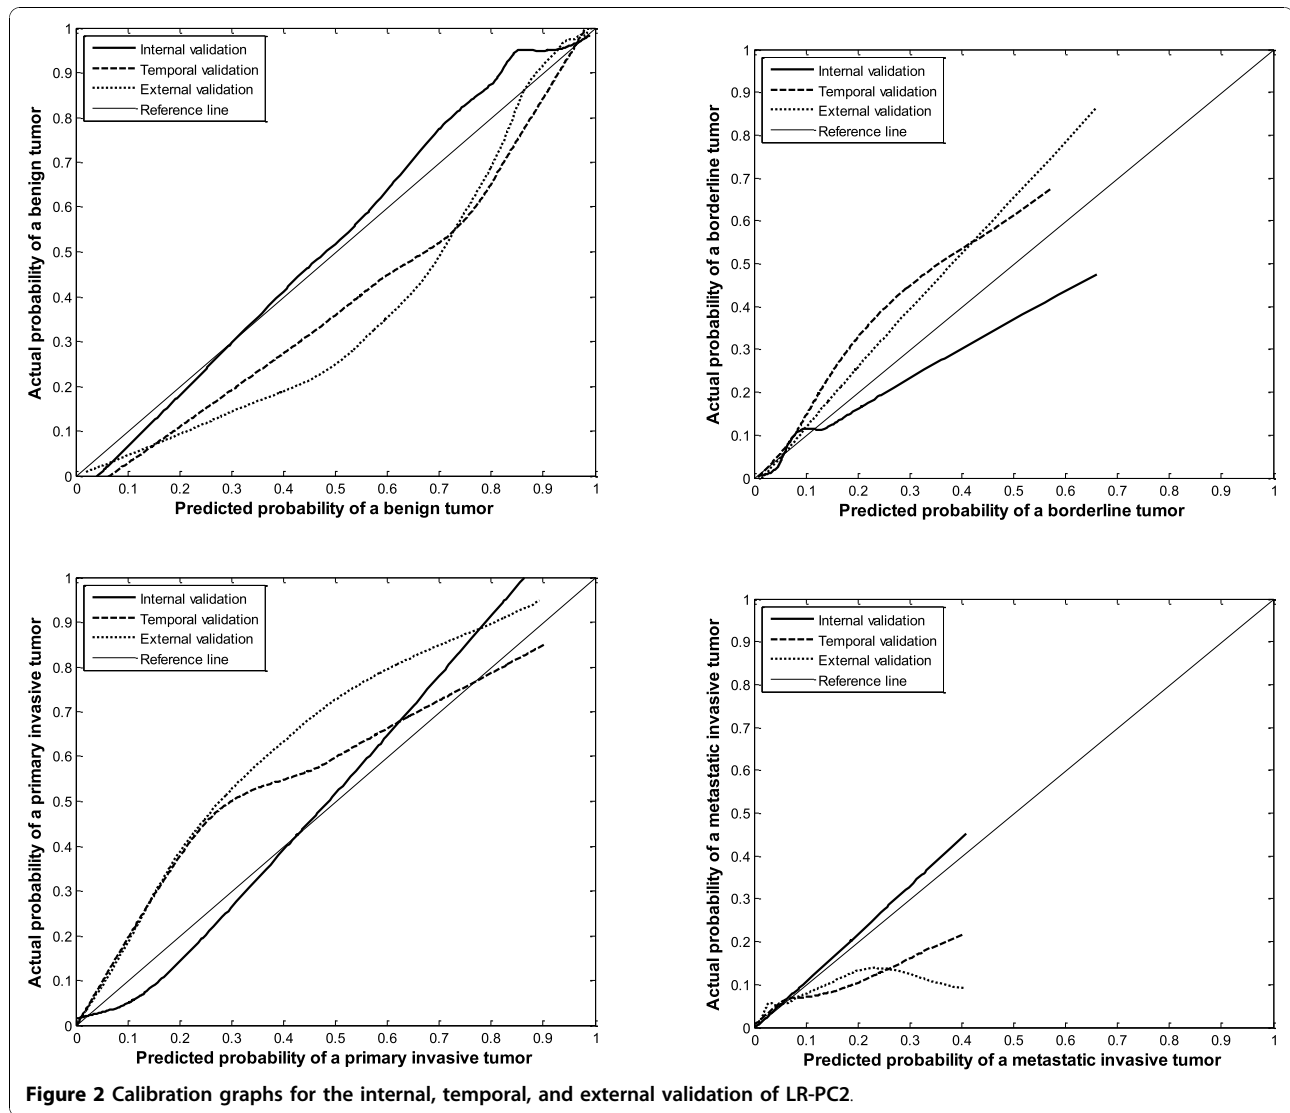 1
0.9
0.8
0.7
0.6
0.5
0.4
0.3
0.2
0.1
0
Actual probability of a benign tumor
Internal validation
Temporal validation
External validation
Reference line
0 0.1 0.2 0.3 0.4 0.5 0.6 0.7 0.8 0.9 1
Predicted probability of a benign tumor
1
0.9
0.8
0.7
0.6
0.5
0.4
0.3
0.2
0.1
0
Actual probability of a borderline tumor
Internal validation
Temporal validation
External validation
Reference line
0 0.1 0.2 0.3 0.4 0.5 0.6 0.7 0.8 0.9 1
Predicted probability of a borderline tumor
1
0.9
0.8
0.7
0.6
0.5
0.4
0.3
0.2
0.1
0
Actual probability of a primary invasive tumor
Internal validation
Temporal validation
External validation
Reference line
0 0.1 0.2 0.3 0.4 0.5 0.6 0.7 0.8 0.9 1
Predicted probability of a primary invasive tumor
1
0.9
0.8
0.7
0.6
0.5
0.4
0.3
0.2
0.1
0
Actual probability of a metastatic invasive tumor
Internal validation
Temporal validation
External validation
Reference line
0 0.1 0.2 0.3 0.4 0.5 0.6 0.7 0.8 0.9 1
Predicted probability of a metastatic invasive tumor
Figure 2 Calibration graphs for the internal, temporal, and external validation of LR-PC2.